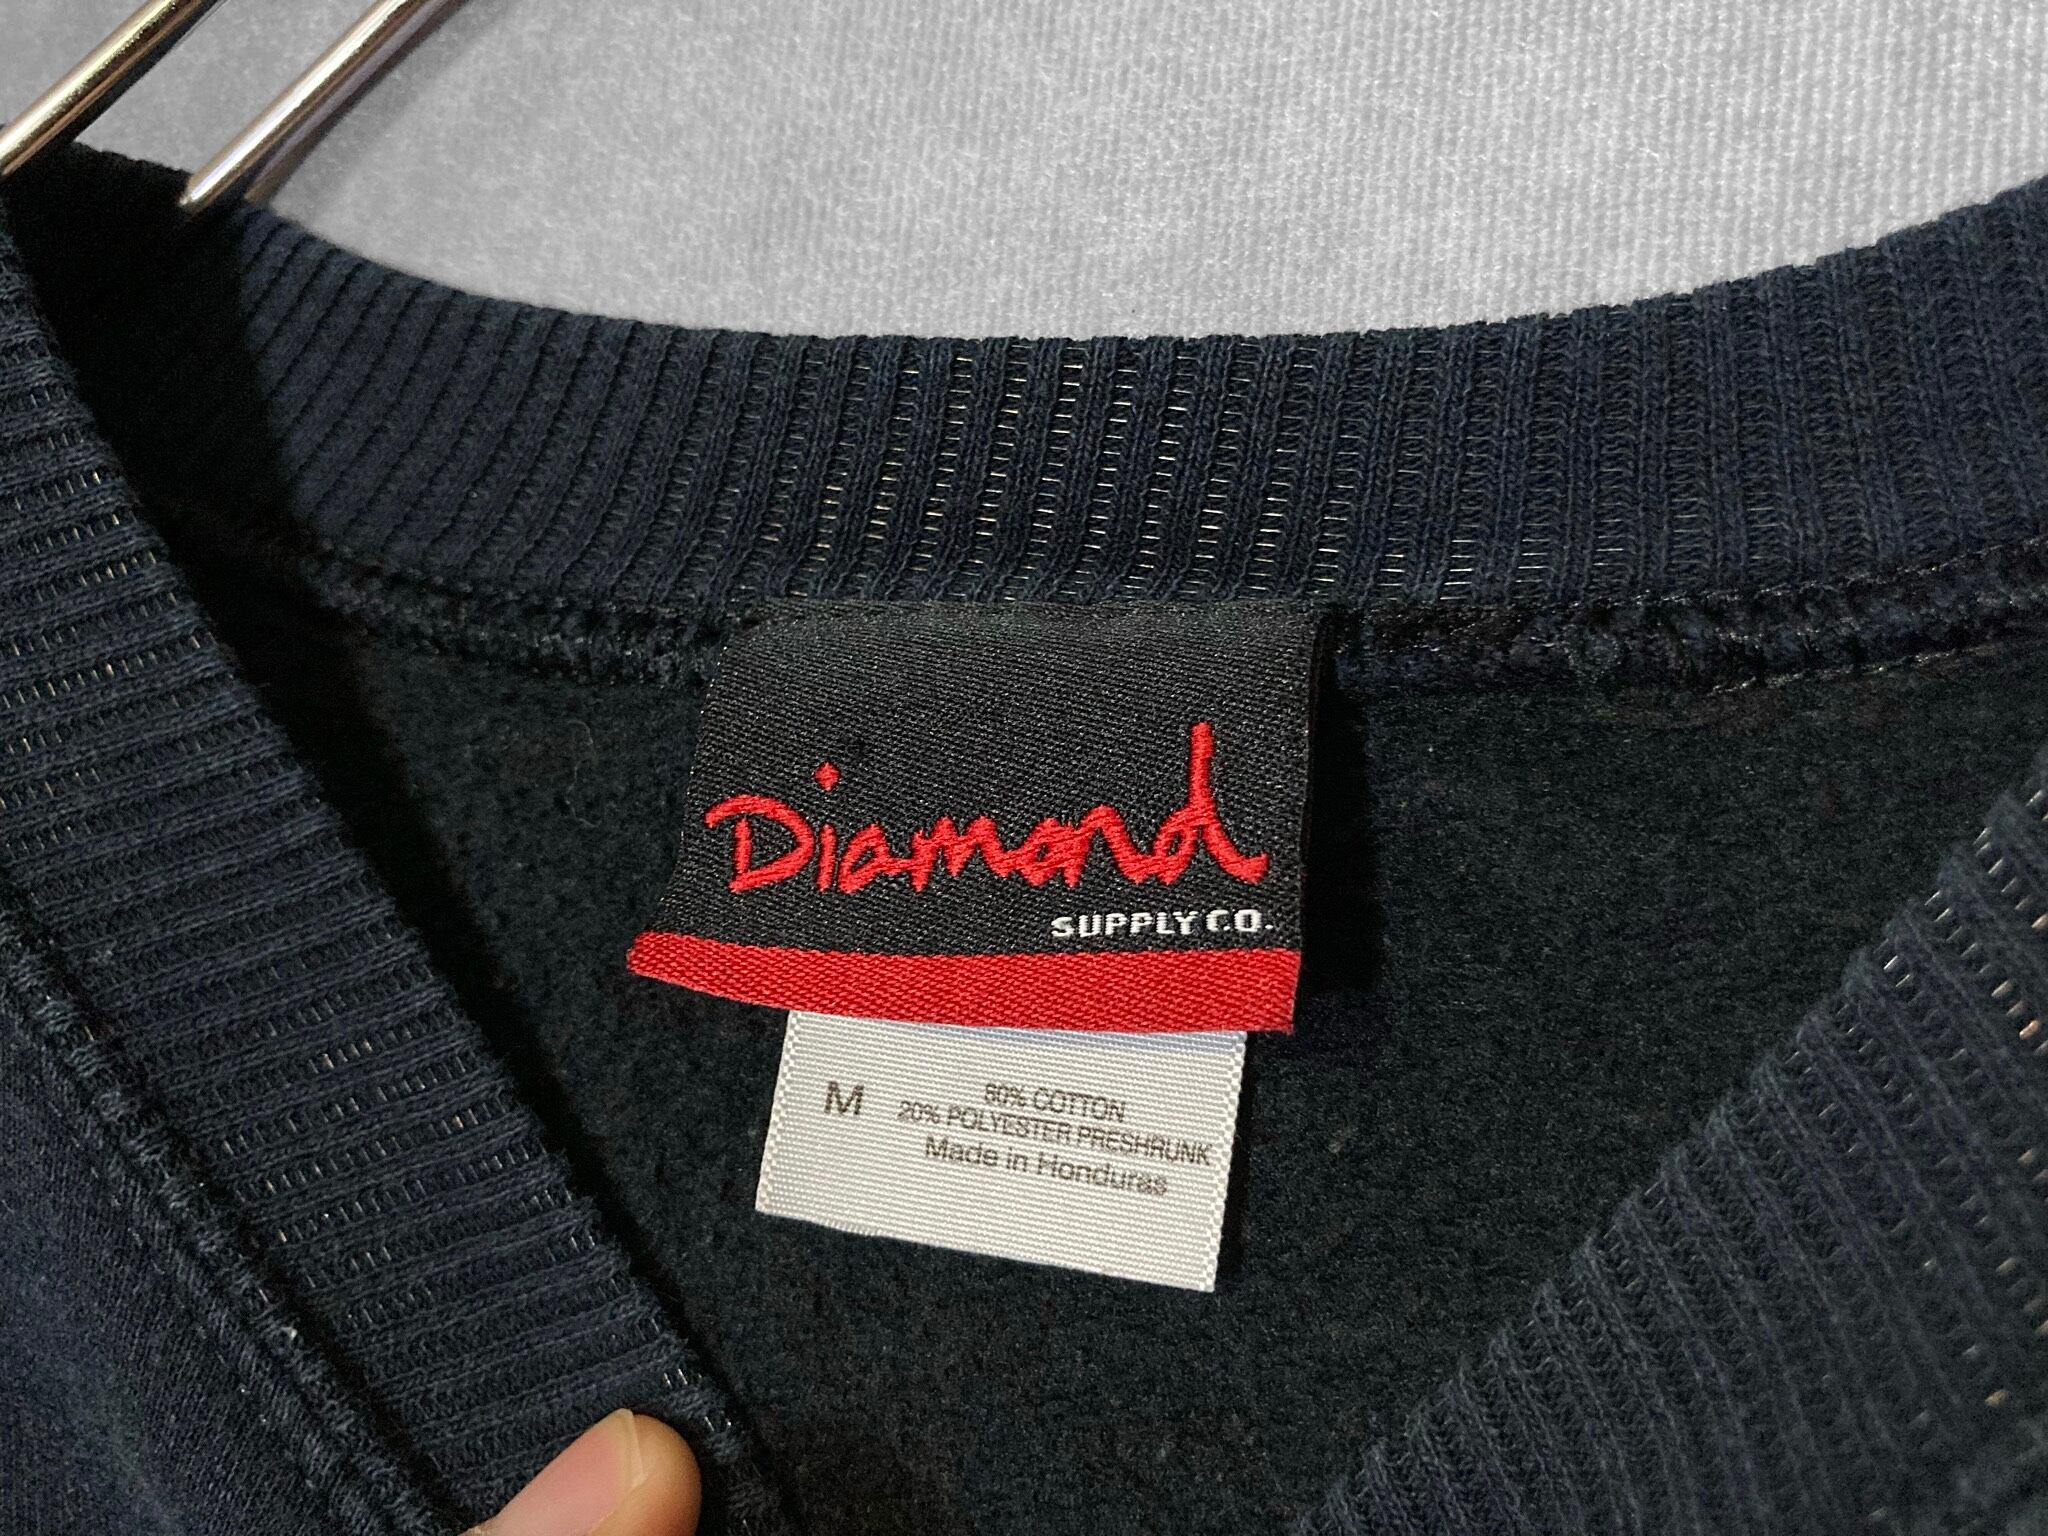 Diamond
SUPPLY CO.
M
80% COTTON
20% POLYESTER PRESHRUNK
Made in Honduras